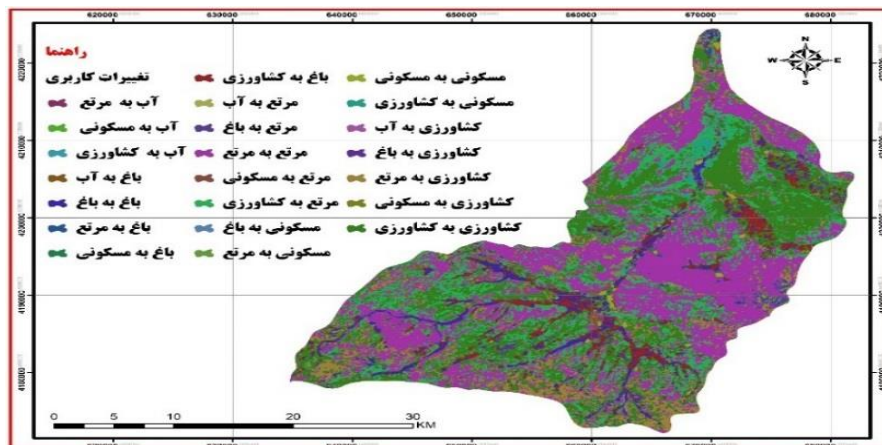 620000 630000 640000 650000 660000 670000 680000
راهنما
تغییرات کاربری
آب به مرتع
آب به مسکونی
آب به کشاورزی
باغ به آب
باغ به باغ
باغ به مرتع
باغ به مسکونی
باغ به کشاورزی
مرتع به آب
مرتع به باغ
مرتع به مرتع
مرتع به مسکونی
مرتع به کشاورزی
مسکونی به باغ
مسکونی به مرتع
مسکونی به مسکونی
مسکونی به کشاورزی
کشاورزی به آب
کشاورزی به باغ
کشاورزی به مرتع
کشاورزی به مسکونی
کشاورزی به کشاورزی
N
W E
S
4210000
4200000
4190000
4180000
0 5 10 20 30
KM